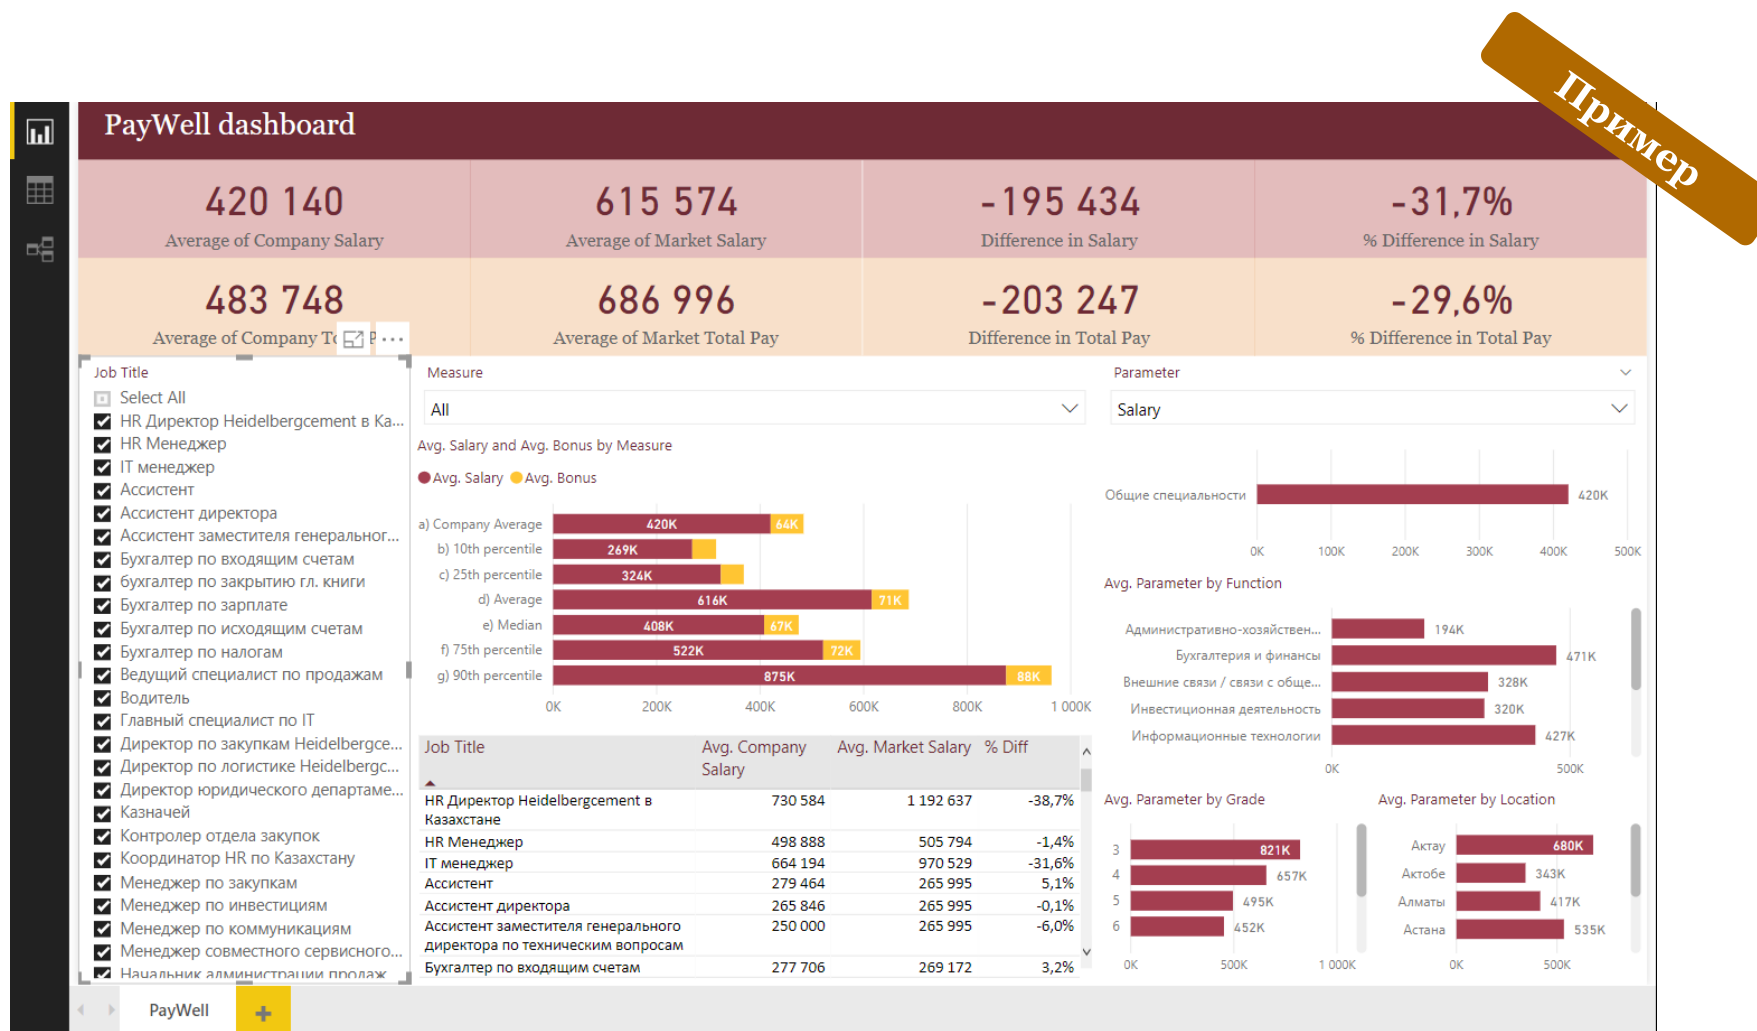 Пример
PayWell dashboard
420 140
Average of Company Salary
615 574
Average of Market Salary
-195 434
Difference in Salary
-31,7%
% Difference in Salary
483 748
Average of Company To P
686 996
Average of Market Total Pay
-203 247
Difference in Total Pay
-29,6%
% Difference in Total Pay
Job Title
Select All
HR Директор Heidelbergcement в Ка...
HR Менеджер
IT менеджер
Ассистент
Ассистент директора
Ассистент заместителя генеральног...
Бухгалтер по входящим счетам
бухгалтер по закрытию гл. книги
Бухгалтер по зарплате
Бухгалтер по исходящим счетам
Бухгалтер по налогам
Ведущий специалист по продажам
Водитель
Главный специалист по IT
Директор по закупкам Heidelbergce...
Директор по логистике Heidelbergc...
Директор юридического департаме...
Казначей
Контролер отдела закупок
Координатор HR по Казахстану
Менеджер по закупкам
Менеджер по инвестициям
Менеджер по коммуникациям
Менеджер совместного сервисного...
Начальник администрации продаж
Measure
All
Avg. Salary and Avg. Bonus by Measure
Avg. Salary Avg. Bonus
a) Company Average 420K 64K
b) 10th percentile 269K
c) 25th percentile 324K
d) Average 616K 71K
e) Median 408K 67K
f) 75th percentile 522K 72K
g) 90th percentile 875K 88K
0K 200K 400K 600K 800K 1 000K
Job Title Avg. Company Avg. Market Salary % Diff
Salary
HR Директор Heidelbergcement в 730 584 1 192 637 -38,7%
Казахстане
HR Менеджер 498 888 505 794 -1,4%
IT менеджер 664 194 970 529 -31,6%
Ассистент 279 464 265 995 5,1%
Ассистент директора 265 846 265 995 -0,1%
Ассистент заместителя генерального 250 000 265 995 -6,0%
директора по техническим вопросам
Бухгалтер по входящим счетам 277 706 269 172 3,2%
Parameter
Salary
Общие специальности 420K
0K 100K 200K 300K 400K 500K
Avg. Parameter by Function
Административно-хозяйствен... 194K
Бухгалтерия и финансы 471K
Внешние связи / связи с обще... 328K
Инвестиционная деятельность 320K
Информационные технологии 427K
0K 500K
Avg. Parameter by Grade
3 821K
4 657K
5 495K
6 452K
0K 500K 1 000K
Avg. Parameter by Location
Актау 680K
Актобе 343K
Алматы 417K
Астана 535K
0K 500K
PayWell